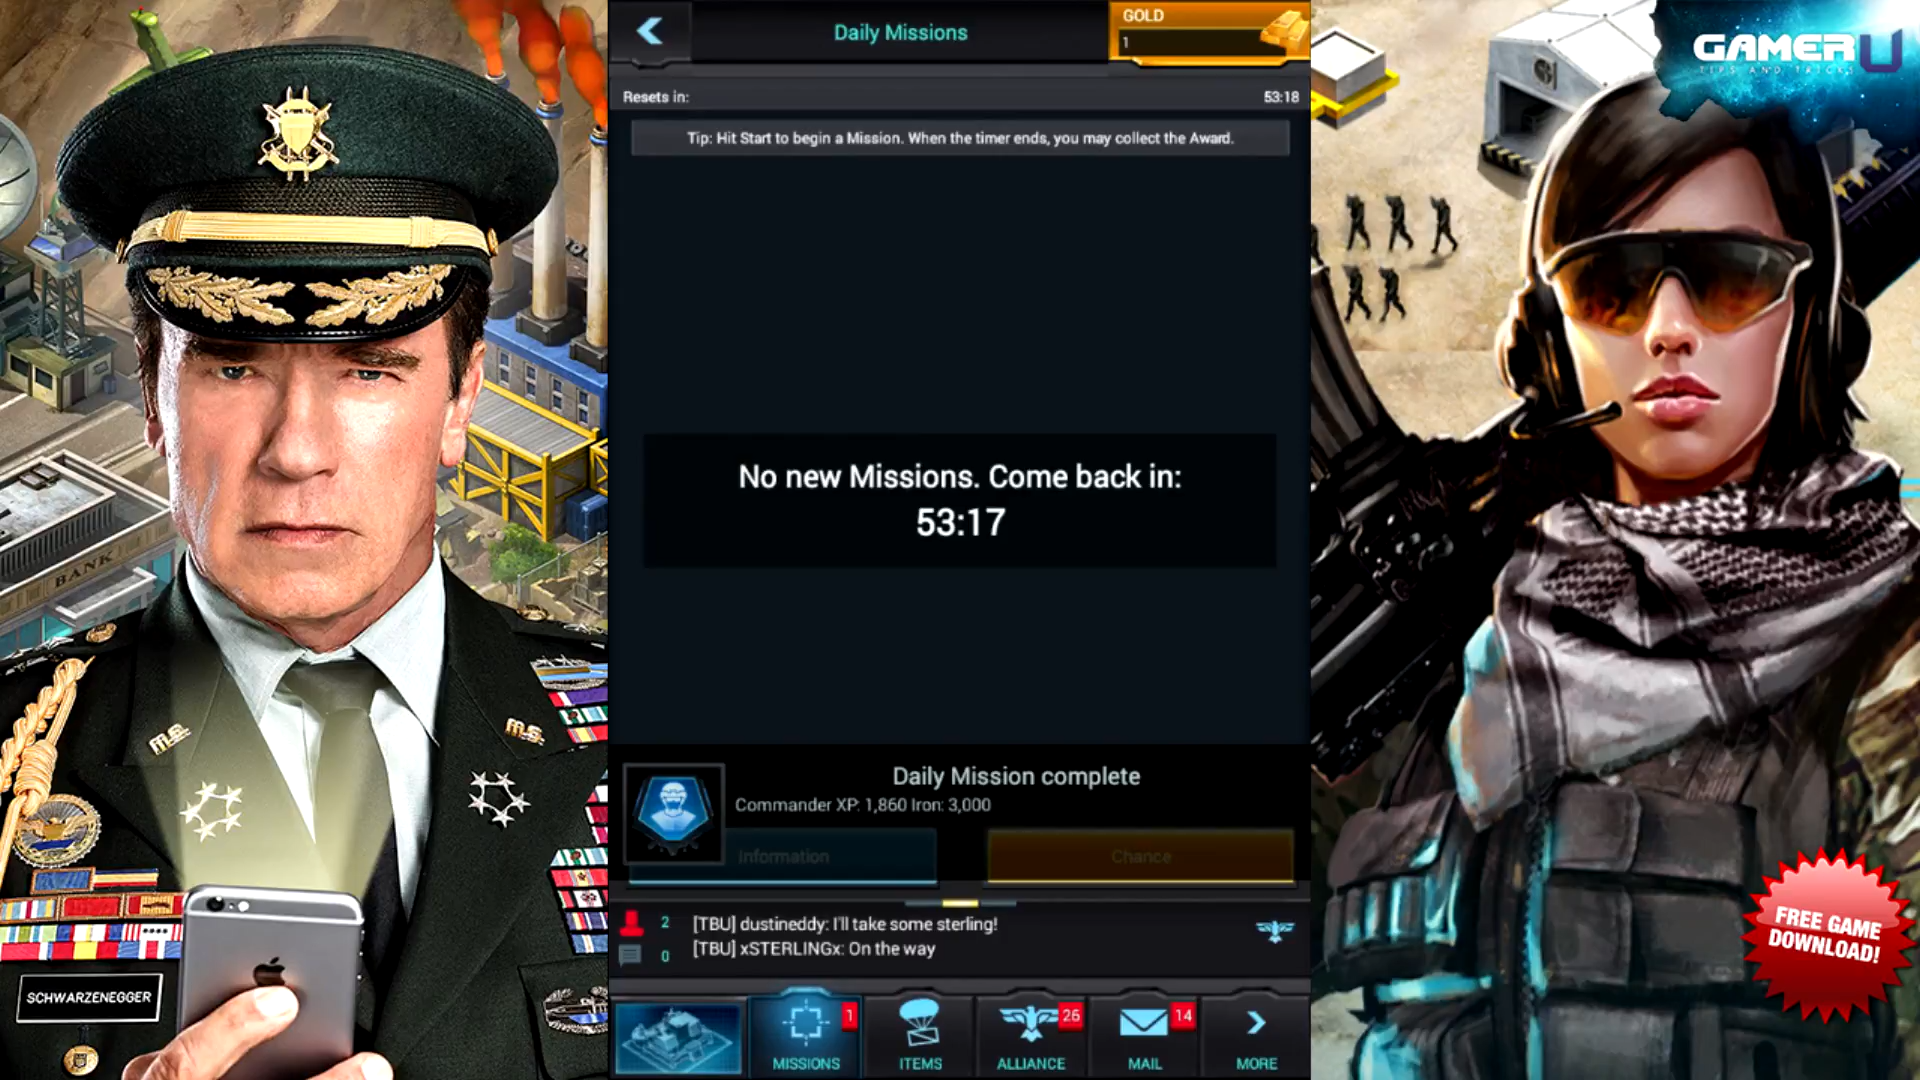 Daily Missions
GOLD
1
Resets in:
53:18
Tip: Hit Start to begin a Mission. When the timer ends, you may collect the Award.
No new Missions. Come back in:
53:17
Daily Mission complete
Commander XP: 1,860 Iron: 3,000
Information
Chance
2
[TBU] dustineddy: I'll take some sterling!
0
[TBU] xSTERLINGx: On the way
1
MISSIONS
ITEMS
26
ALLIANCE
14
MAIL
MORE
BANK
M.S.
M.S.
SCHWARZENEGGER
GAMER U
TIPS AND TRICKS
FREE GAME
DOWNLOAD!